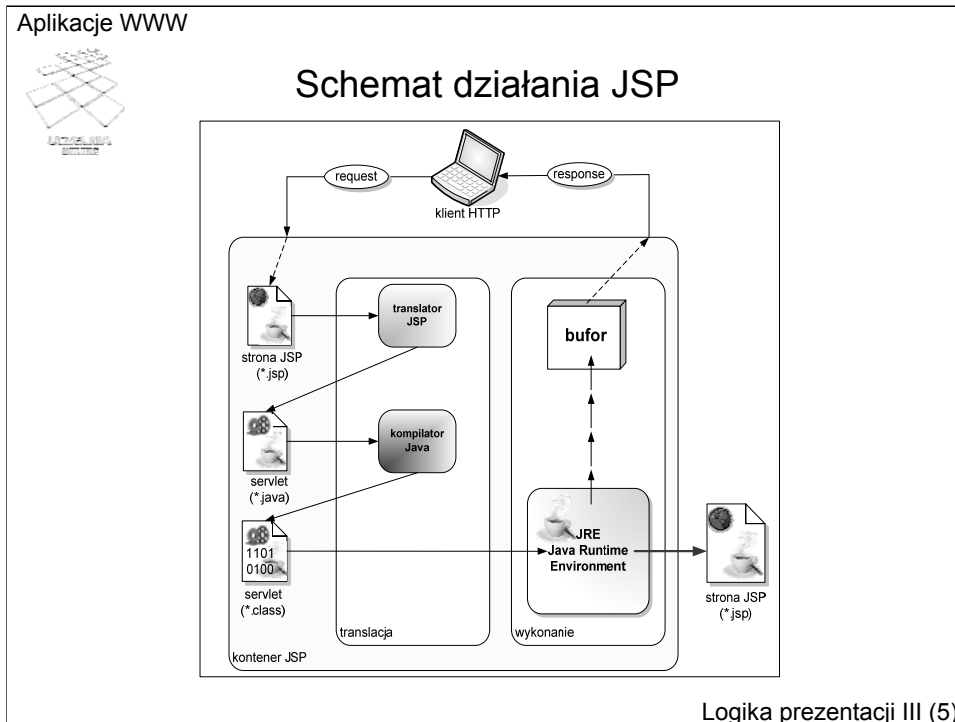 Aplikacje WWW
Schemat działania JSP
request
response
klient HTTP
translator
JSP
bufor
strona JSP
(*.jsp)
kompilator
Java
servlet
(*.java)
JRE
Java Runtime
Environment
1101
0100
servlet
(*.class)
strona JSP
(*.jsp)
translacja
wykonanie
kontener JSP
Logika prezentacji III (5)